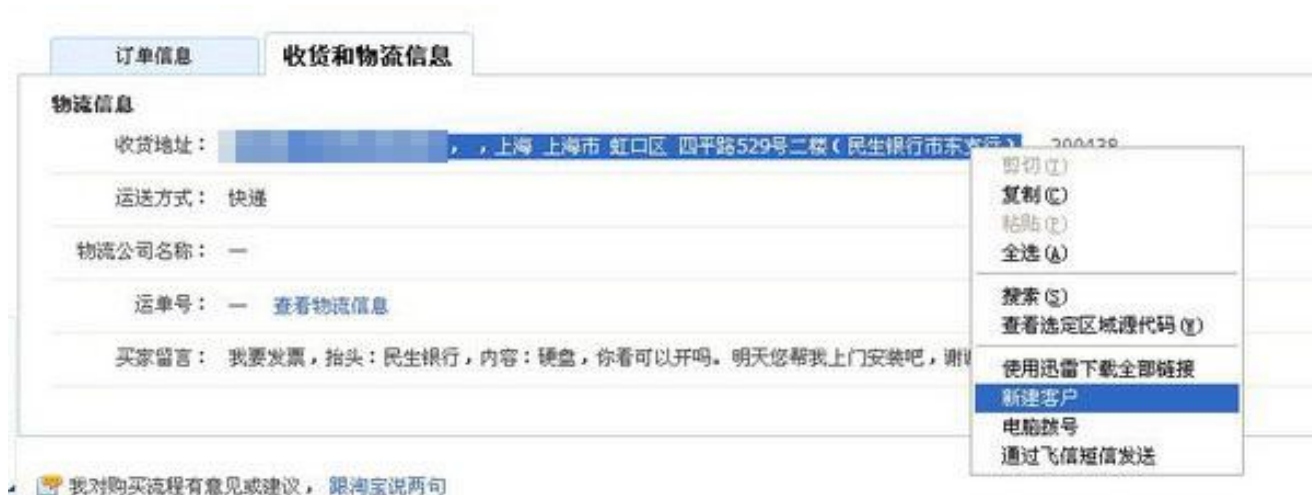 订单信息
收货和物流信息
物流信息
收货地址： ， ，上海 上海市 虹口区 四平路529号二楼(民生银行市东支行) 200438
运送方式： 快递
物流公司名称： —
运单号： — 查看物流信息
买家留言： 我要发票，抬头：民生银行，内容：硬盘，你看可以开吗。明天您帮我上门安装吧，谢
剪切(T)
复制(C)
粘贴(P)
全选(A)
搜索(S)
查看选定区域源代码(Y)
使用迅雷下载全部链接
新建客户
电脑拨号
通过飞信短信发送
我对购买流程有意见或建议， 跟淘宝说两句